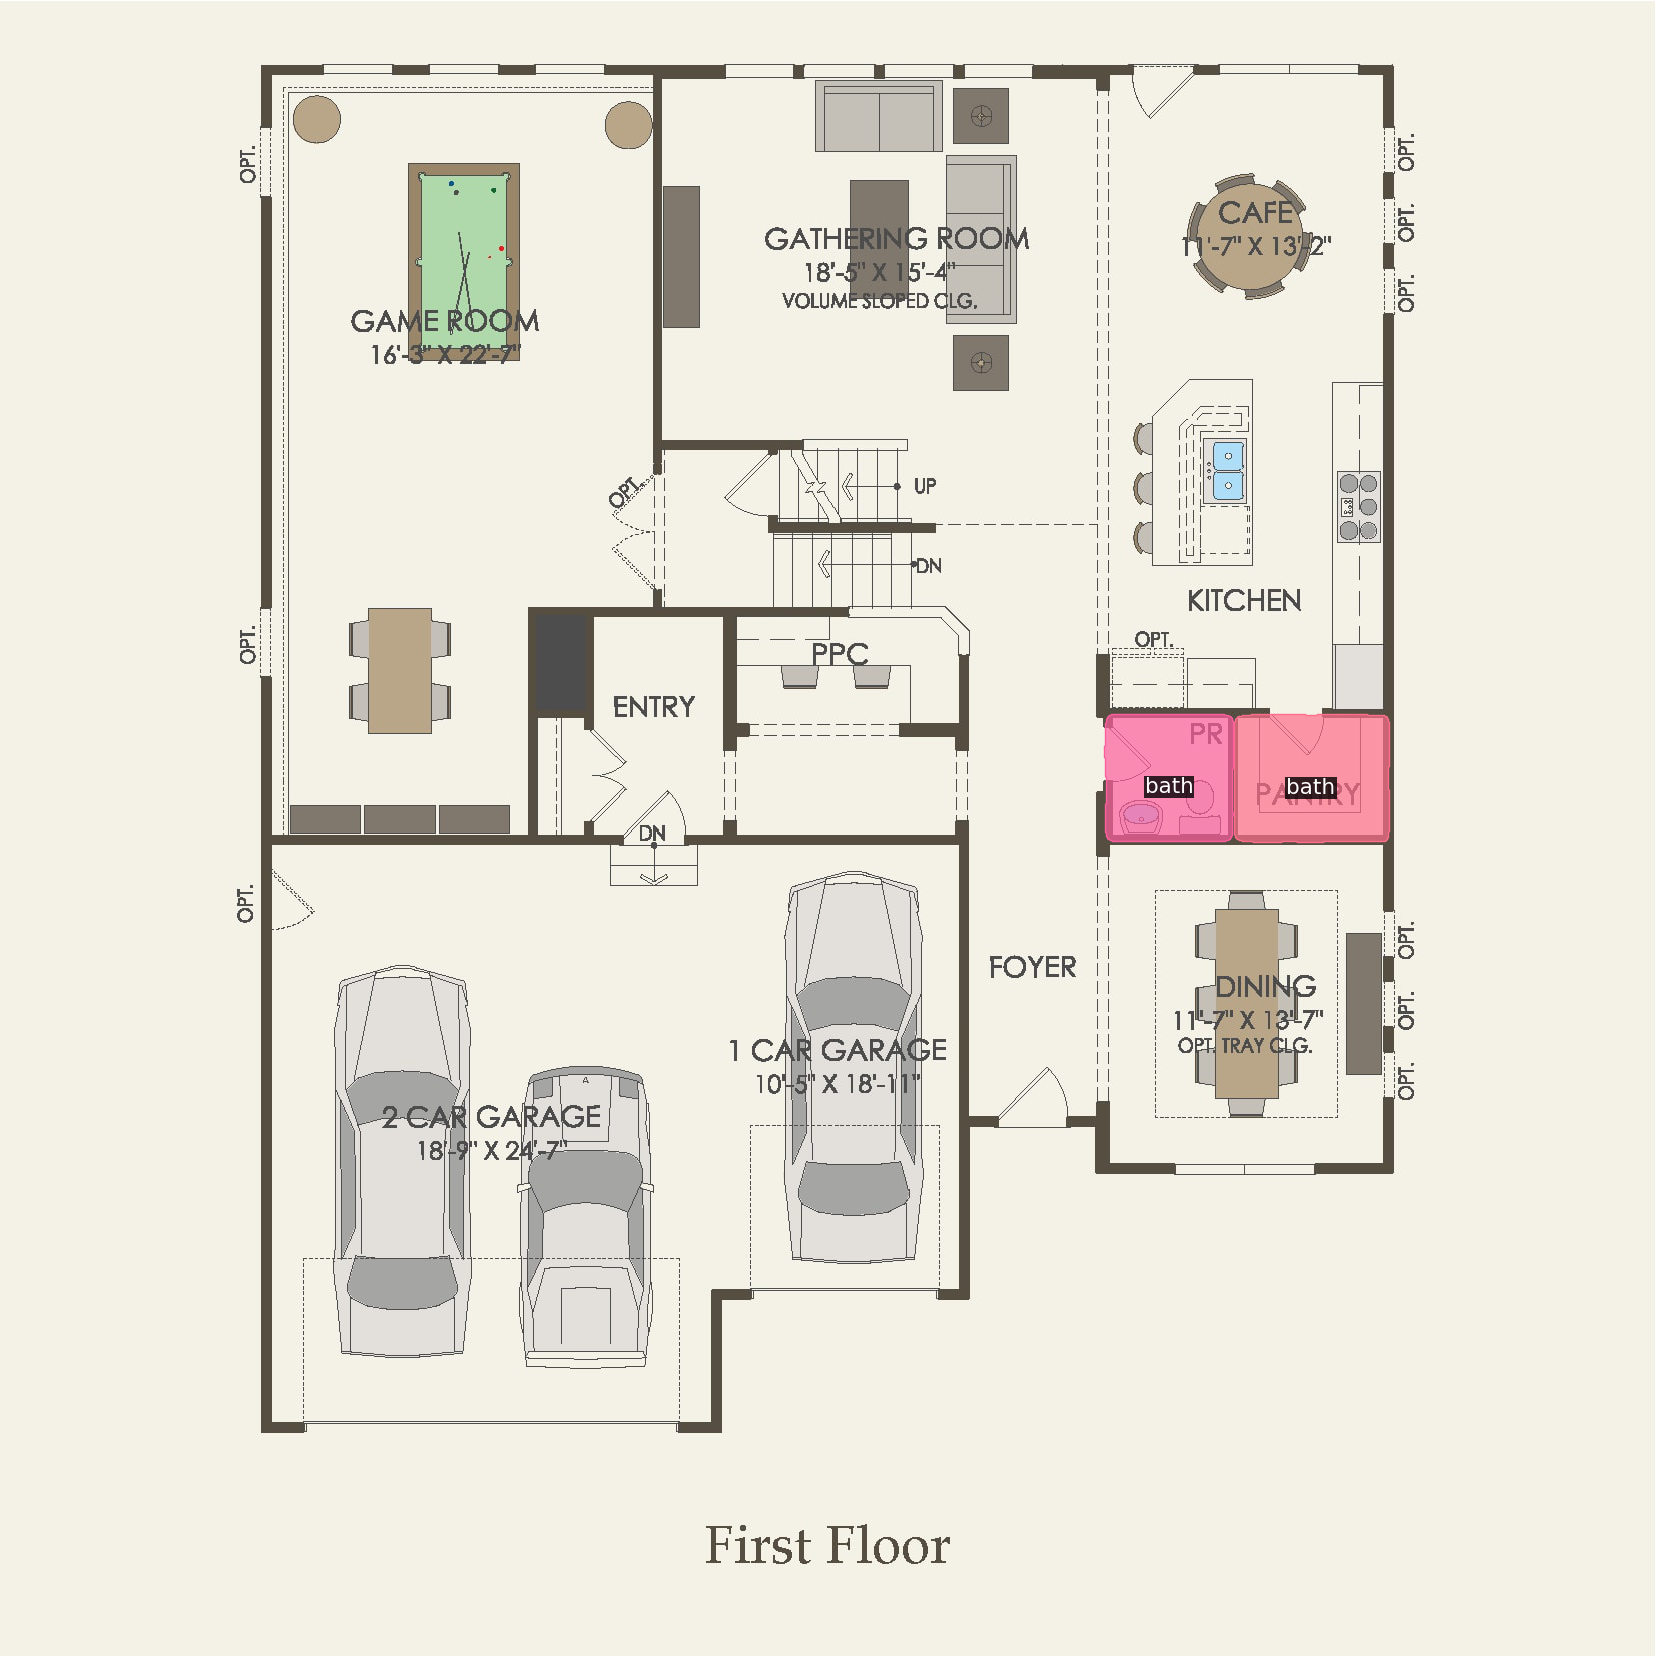 OPT.
OPT.
CAFE
11'-7" X 13'-2"
OPT.
GATHERING ROOM
18'-5" X 15'-4"
VOLUME SLOPED CLG.
OPT.
GAME ROOM
16'-3" X 22'-7"
OPT.
UP
DN
KITCHEN
OPT.
OPT.
PPC
ENTRY
PR
bath
bath
PANTRY
DN
OPT.
OPT.
FOYER
DINING
11'-7" X 13'-7"
OPT. TRAY CLG.
OPT.
1 CAR GARAGE
10'-5" X 18'-11"
OPT.
2 CAR GARAGE
18'-9" X 24'-7"
First Floor